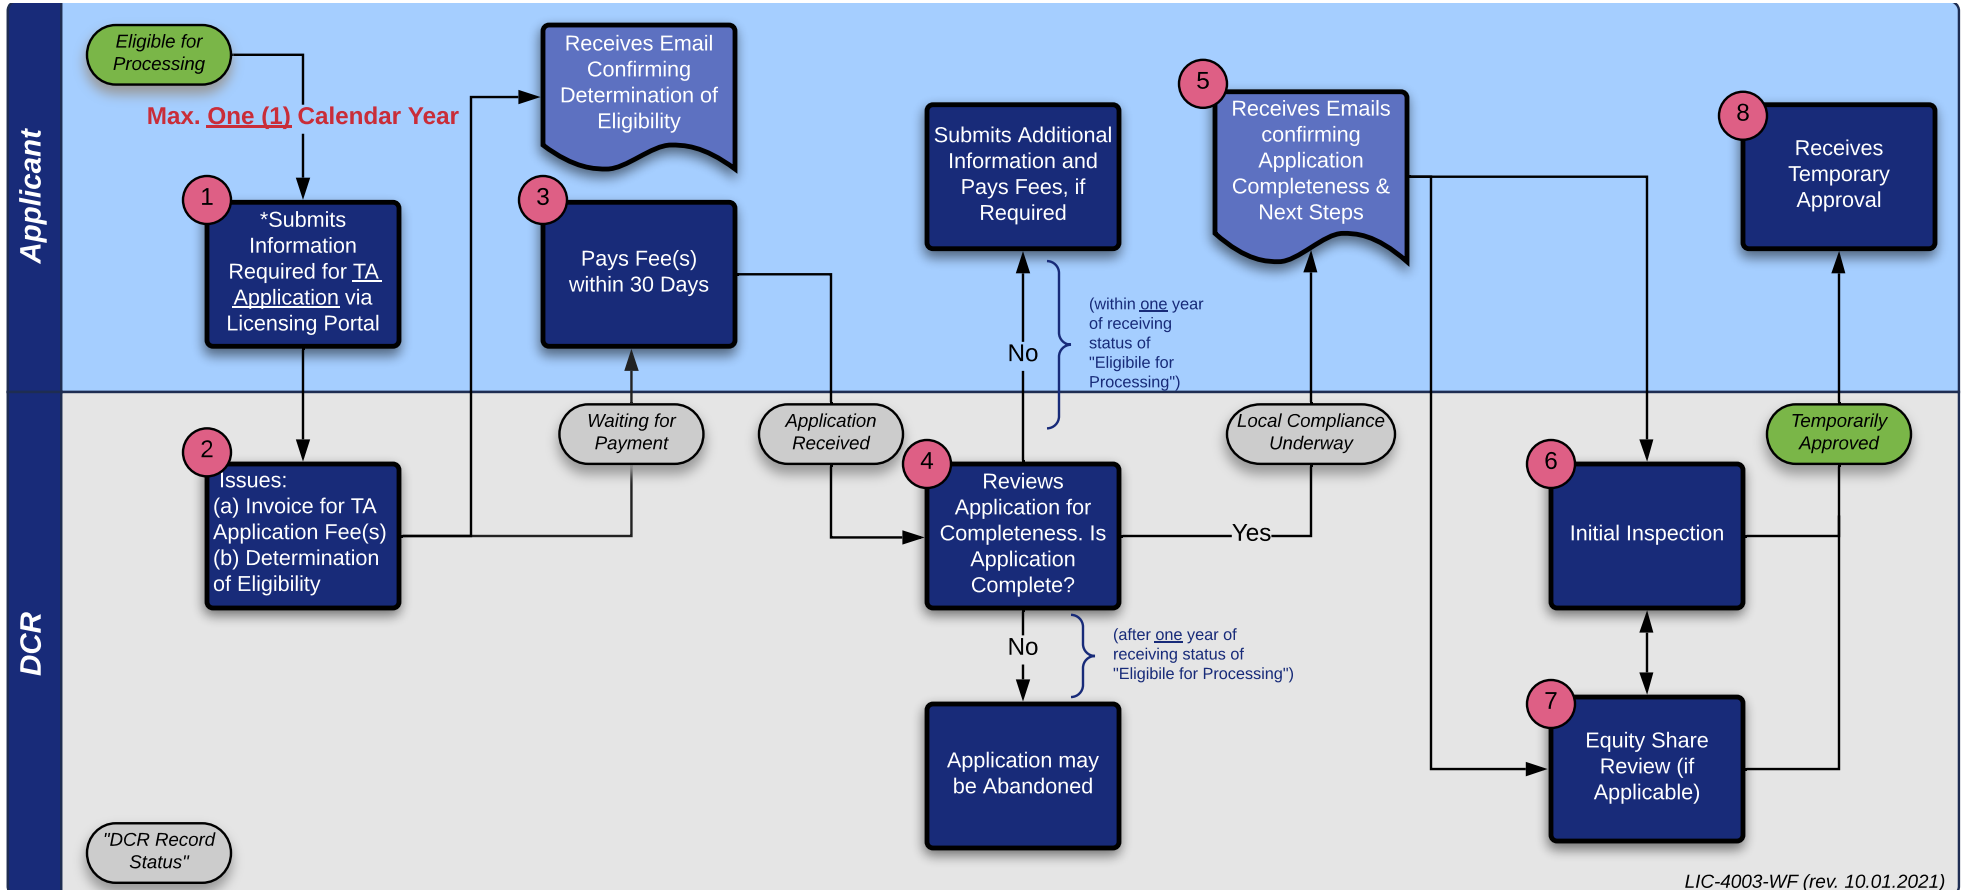 Applicant
Eligible for
Processing
Max. One (1) Calendar Year
1
*Submits
Information
Required for TA
Application via
Licensing Portal
Receives Email
Confirming
Determination of
Eligibility
3
Pays Fee(s)
within 30 Days
Submits Additional
Information and
Pays Fees, if
Required
No
(within one year
of receiving
status of
"Eligibile for
Processing")
5
Receives Emails
confirming
Application
Completeness &
Next Steps
8
Receives
Temporary
Approval
DCR
2
Issues:
(a) Invoice for TA
Application Fee(s)
(b) Determination
of Eligibility
Waiting for
Payment
Application
Received
4
Reviews
Application for
Completeness. Is
Application
Complete?
Yes
Local Compliance
Underway
No
(after one year of
receiving status of
"Eligibile for Processing")
Application may
be Abandoned
6
Initial Inspection
Temporarily
Approved
7
Equity Share
Review (if
Applicable)
"DCR Record
Status"
LIC-4003-WF (rev. 10.01.2021)